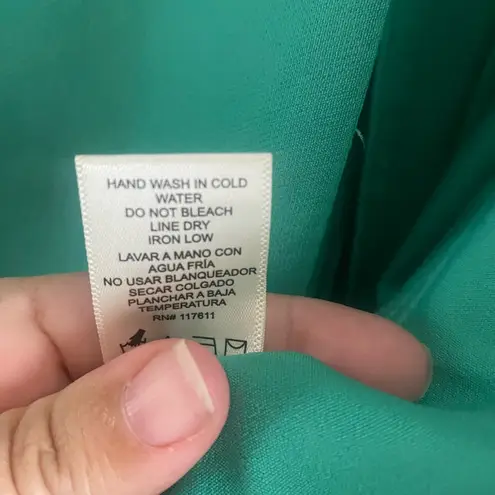 HAND WASH IN COLD
WATER
DO NOT BLEACH
LINE DRY
IRON LOW
LAVAR A MANO CON
AGUA FRÍA
NO USAR BLANQUEADOR
SECAR COLGADO
PLANCHAR A BAJA
TEMPERATURA
RN# 117611